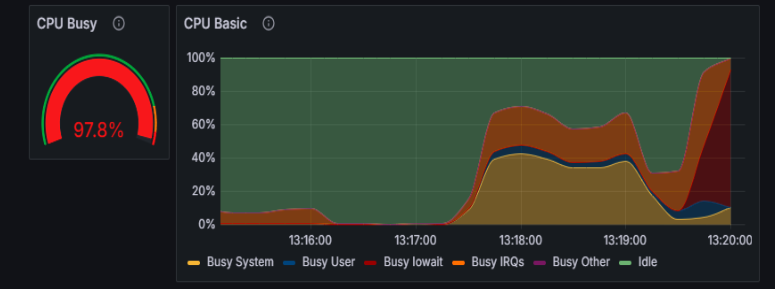 CPU Busy
CPU Basic
97.8%
100%
80%
60%
40%
20%
0%
13:16:00 13:17:00 13:18:00 13:19:00 13:20:00
Busy System Busy User Busy Iowait Busy IRQs Busy Other Idle